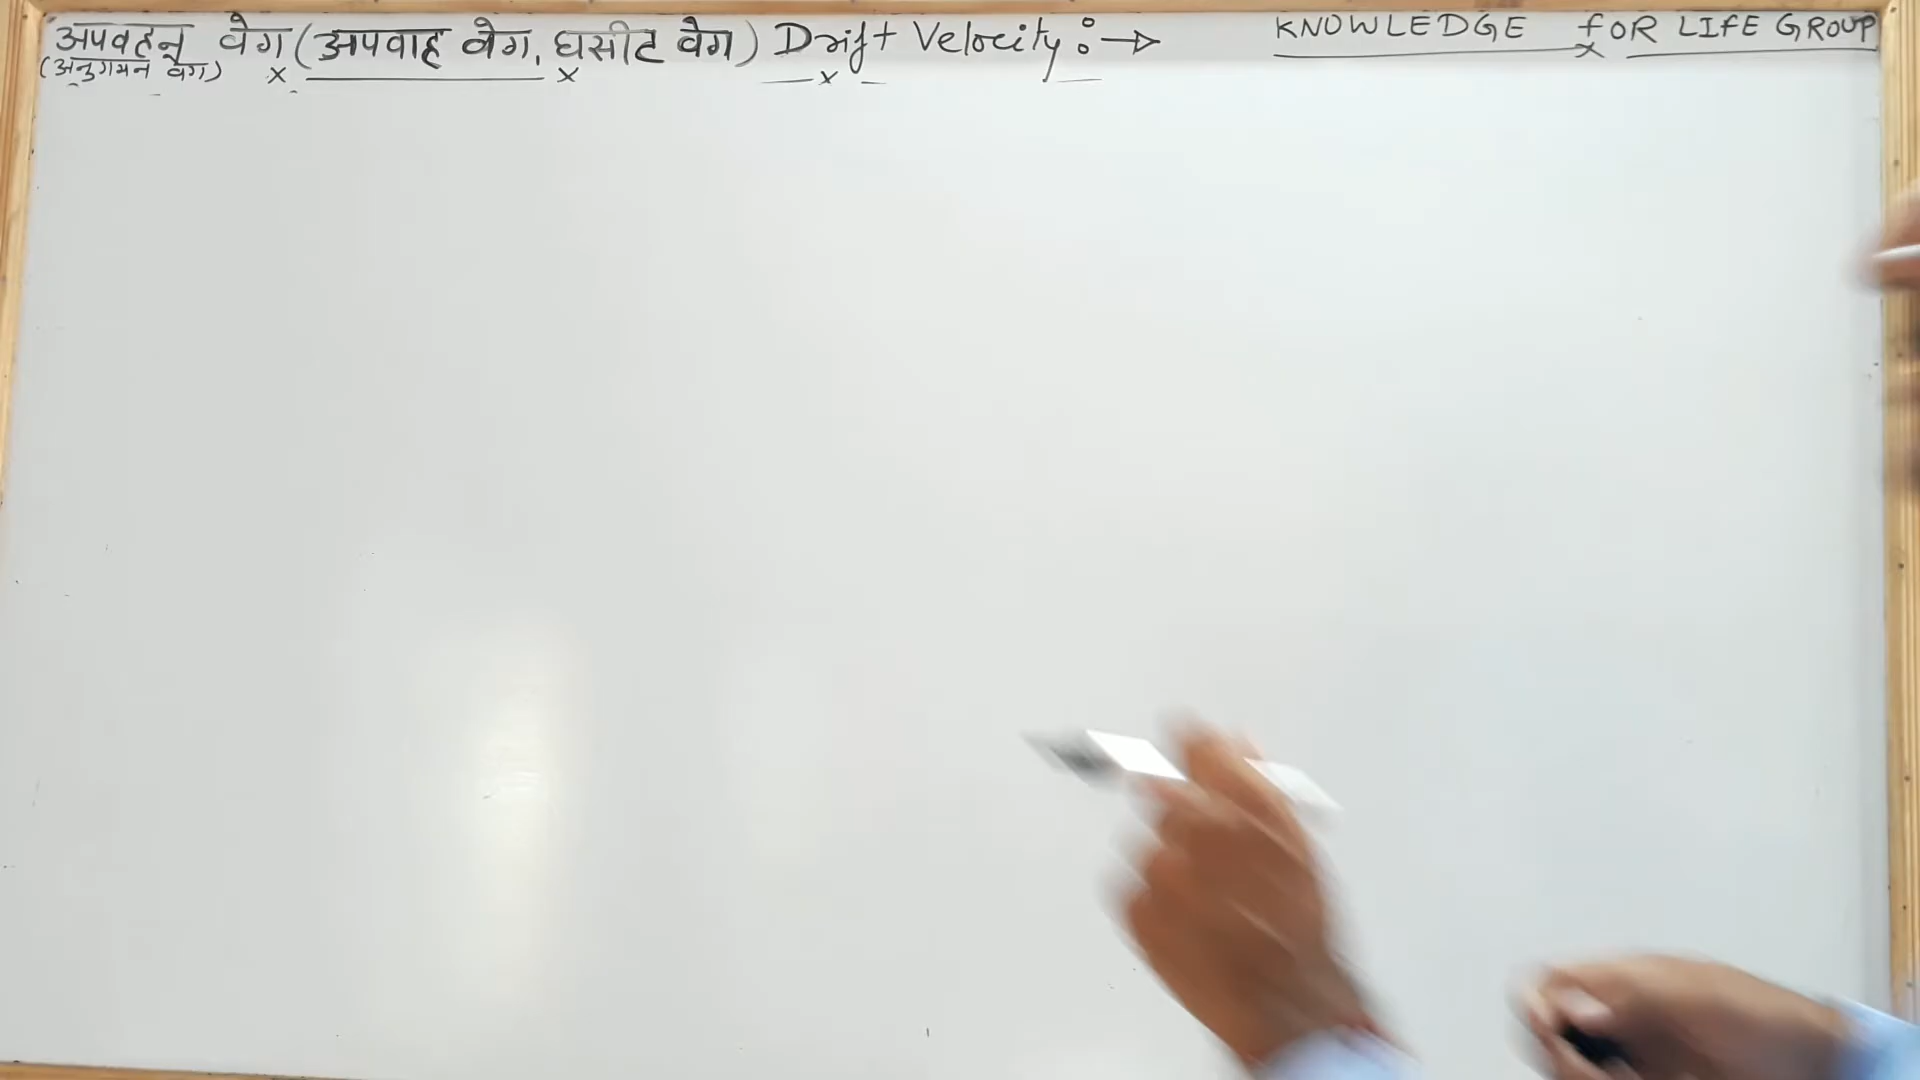 अपवहन वेग (अपवाह वेग, घसीट वेग) Drift Velocity :→
(अनुगमन वेग)
KNOWLEDGE fOR LIfE GROUP